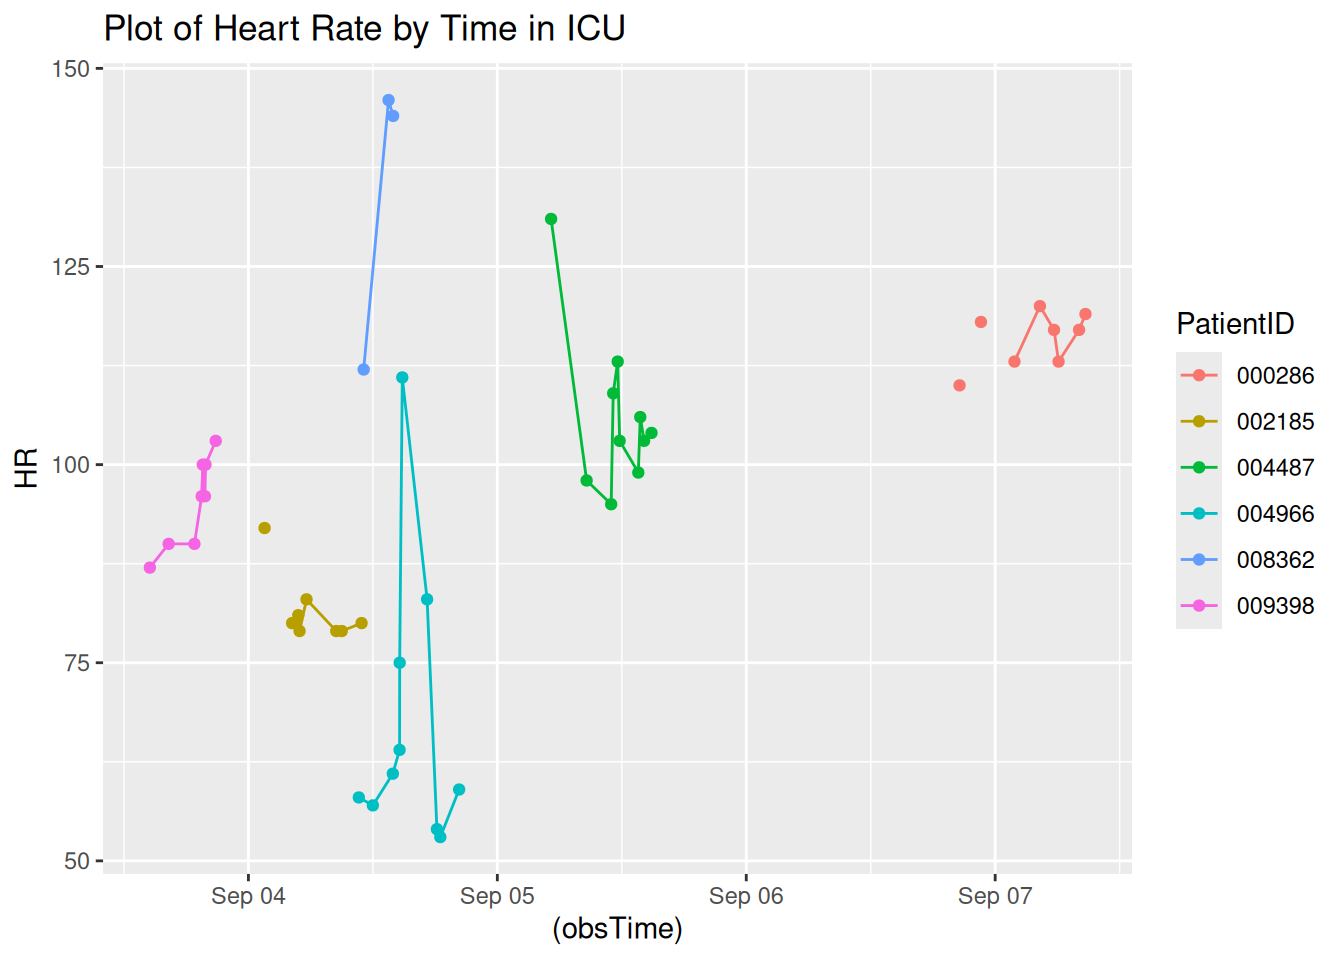 Plot of Heart Rate by Time in ICU
150
125
100
75
50
HR
Sep 04
Sep 05
Sep 06
Sep 07
(obsTime)
PatientID
000286
002185
004487
004966
008362
009398